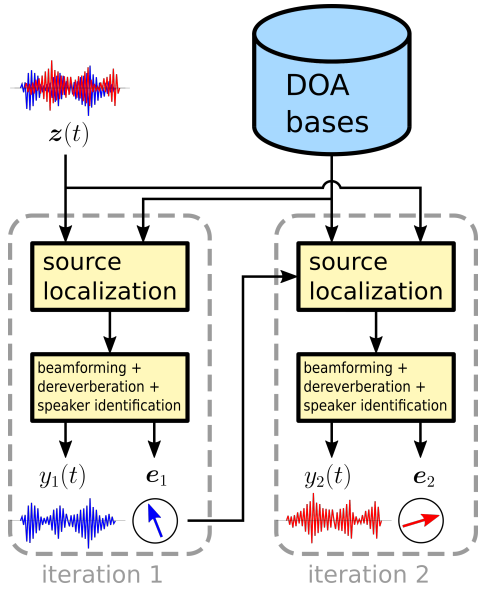 z(t)
DOA
bases
source
localization
source
localization
beamforming +
dereverberation +
speaker identification
beamforming +
dereverberation +
speaker identification
y₁(t)
e₁
y₂(t)
e₂
iteration 1
iteration 2